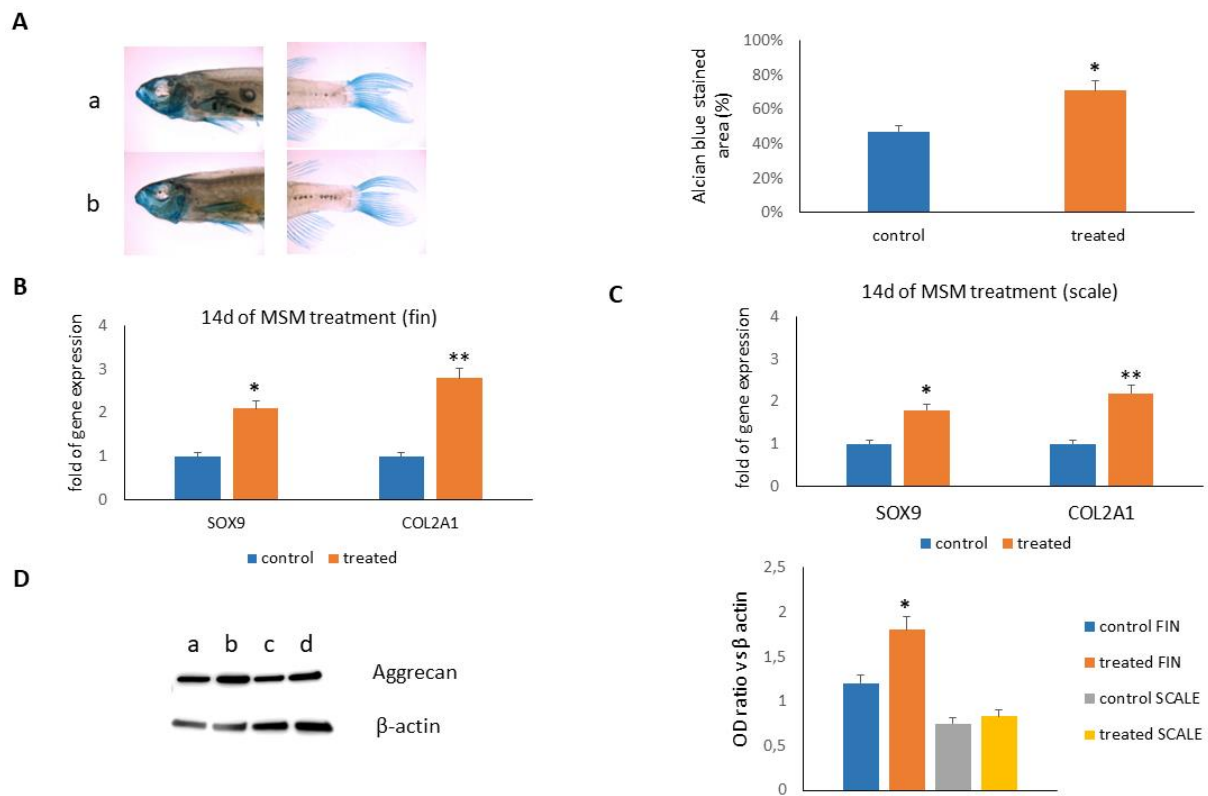 A
a
b
Alcian blue stained
area (%)
100%
80%
60%
40%
20%
0%
*
control
treated
B
14d of MSM treatment (fin)
fold of gene expression
4
3
2
1
0
*
**
SOX9
COL2A1
control
treated
C
14d of MSM treatment (scale)
fold of gene expression
4
3
2
1
0
*
**
SOX9
COL2A1
control
treated
D
a b c d
Aggrecan
β-actin
OD ratio vs β actin
2,5
2
1,5
1
0,5
0
*
control FIN
treated FIN
control SCALE
treated SCALE